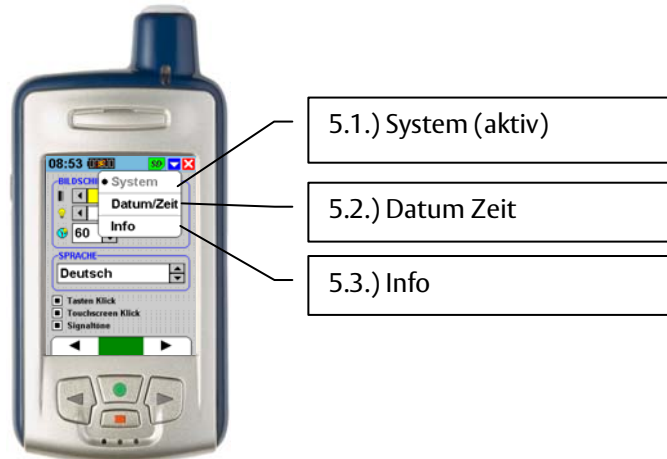 5.1.) System (aktiv)
5.2.) Datum Zeit
5.3.) Info
08:53
SD
System
Datum/Zeit
Info
60
SPRACHE
Deutsch
Tasten Klick
Touchscreen Klick
Signaltöne